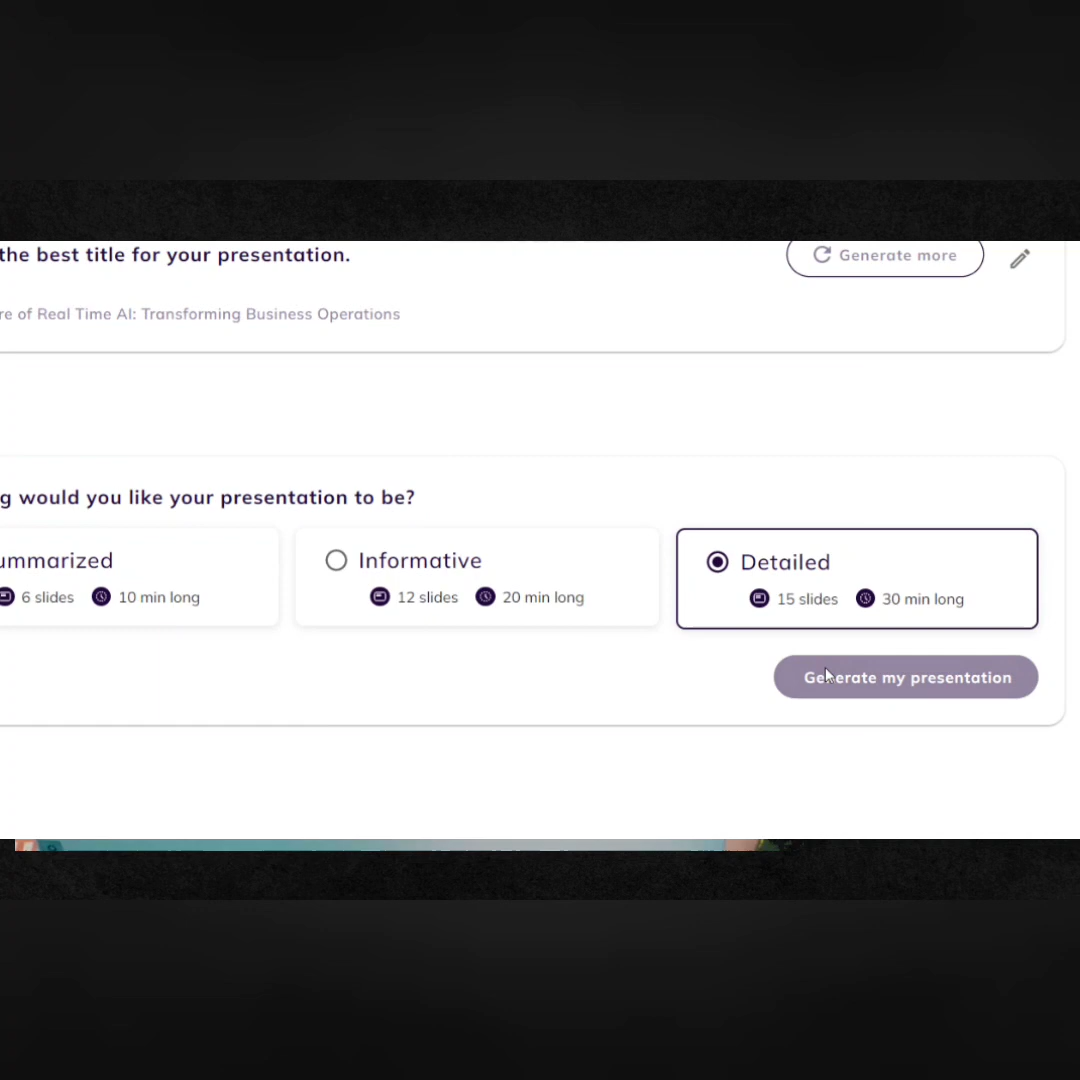 the best title for your presentation.
Generate more
re of Real Time AI: Transforming Business Operations
g would you like your presentation to be?
ummarized
6 slides 10 min long
Informative
12 slides 20 min long
Detailed
15 slides 30 min long
Generate my presentation